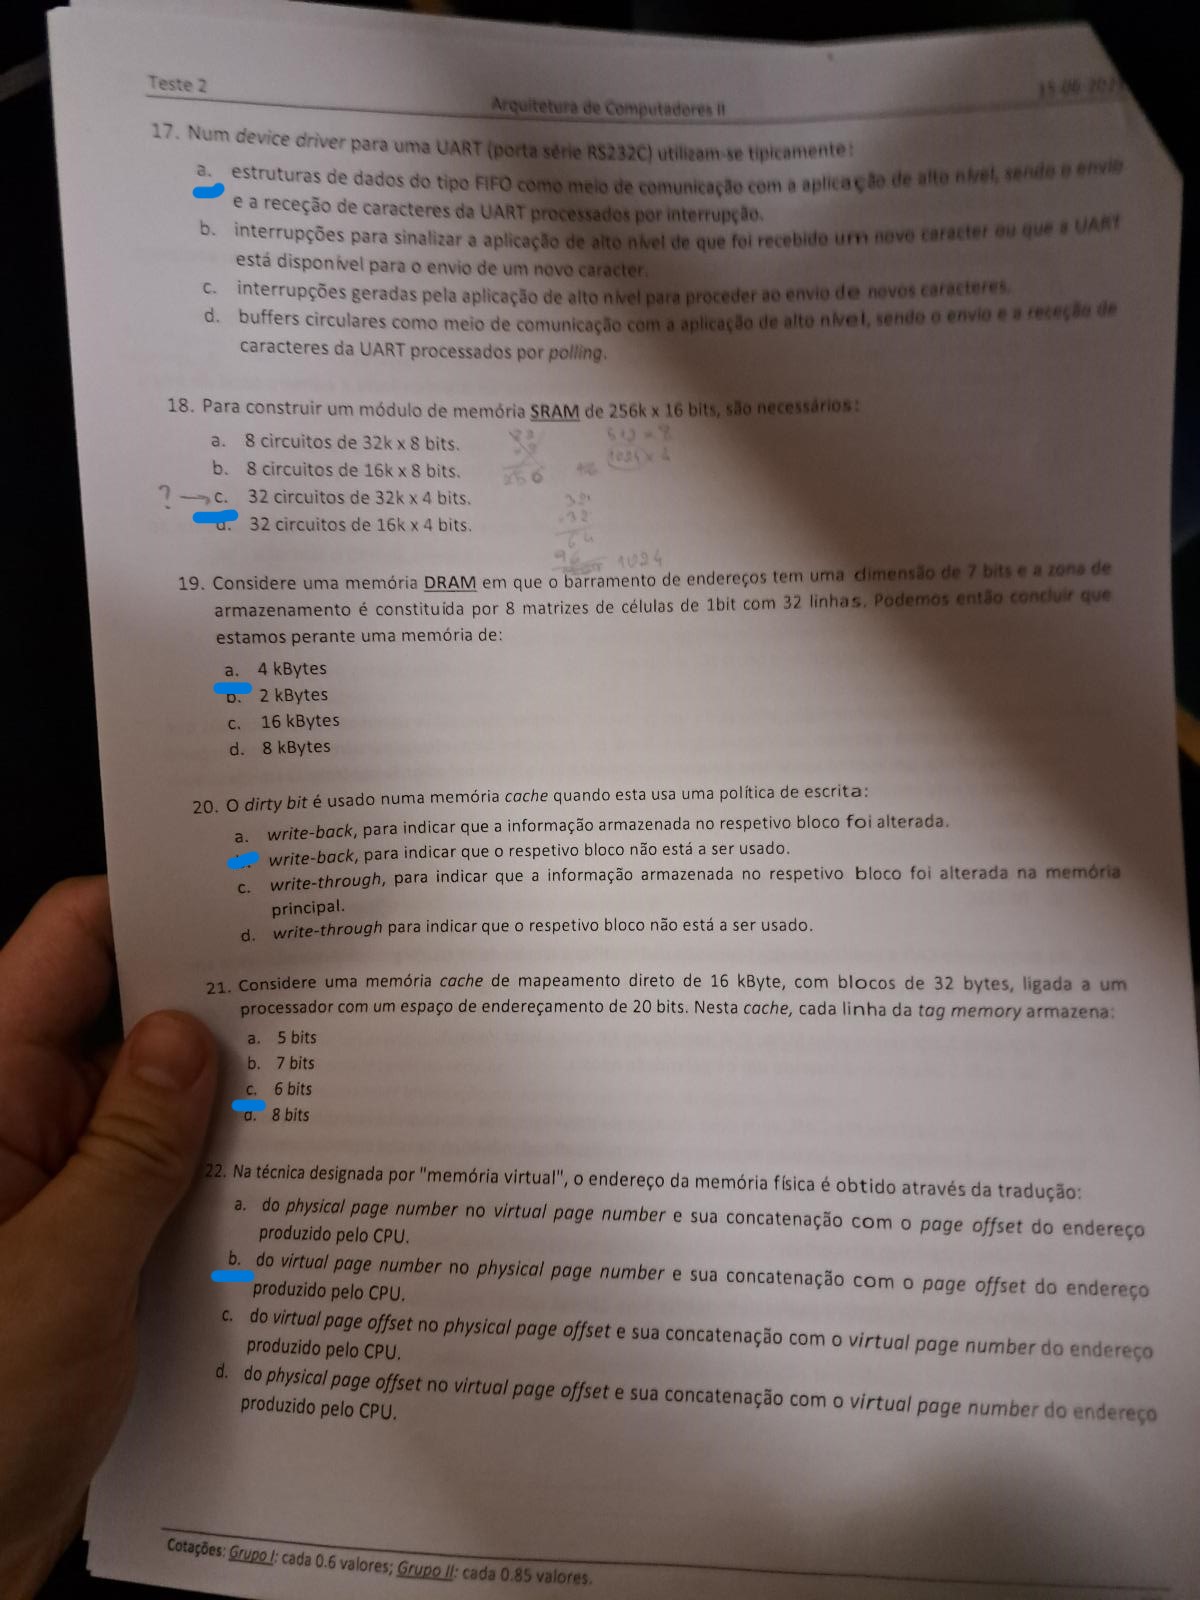 Teste 2
Arquitetura de Computadores II
17. Num device driver para uma UART (porta série RS232C) utilizam-se tipicamente:
a. estruturas de dados do tipo FIFO como meio de comunicação com a aplicação de alto nível, sendo o envio
e a receção de caracteres da UART processados por interrupção.
b. interrupções para sinalizar a aplicação de alto nível de que foi recebido um novo caracter ou que a UART
está disponível para o envio de um novo caracter.
c. interrupções geradas pela aplicação de alto nível para proceder ao envio de novos caracteres.
d. buffers circulares como meio de comunicação com a aplicação de alto nível, sendo o envio e a receção de
caracteres da UART processados por polling.
18. Para construir um módulo de memória SRAM de 256k x 16 bits, são necessários:
a. 8 circuitos de 32k x 8 bits.
b. 8 circuitos de 16k x 8 bits.
? c. 32 circuitos de 32k x 4 bits.
d. 32 circuitos de 16k x 4 bits.
1024
19. Considere uma memória DRAM em que o barramento de endereços tem uma dimensão de 7 bits e a zona de
armazenamento é constituída por 8 matrizes de células de 1bit com 32 linhas. Podemos então concluir que
estamos perante uma memória de:
a. 4 kBytes
b. 2 kBytes
c. 16 kBytes
d. 8 kBytes
20. O dirty bit é usado numa memória cache quando esta usa uma política de escrita:
a. write-back, para indicar que a informação armazenada no respetivo bloco foi alterada.
write-back, para indicar que o respetivo bloco não está a ser usado.
c. write-through, para indicar que a informação armazenada no respetivo bloco foi alterada na memória
principal.
d. write-through para indicar que o respetivo bloco não está a ser usado.
21. Considere uma memória cache de mapeamento direto de 16 kByte, com blocos de 32 bytes, ligada a um
processador com um espaço de endereçamento de 20 bits. Nesta cache, cada linha da tag memory armazena:
a. 5 bits
b. 7 bits
c. 6 bits
d. 8 bits
22. Na técnica designada por "memória virtual", o endereço da memória física é obtido através da tradução:
a. do physical page number no virtual page number e sua concatenação com o page offset do endereço
produzido pelo CPU.
b. do virtual page number no physical page number e sua concatenação com o page offset do endereço
produzido pelo CPU.
c. do virtual page offset no physical page offset e sua concatenação com o virtual page number do endereço
produzido pelo CPU.
d. do physical page offset no virtual page offset e sua concatenação com o virtual page number do endereço
produzido pelo CPU.
Cotações: Grupo I: cada 0.6 valores; Grupo II: cada 0.85 valores.